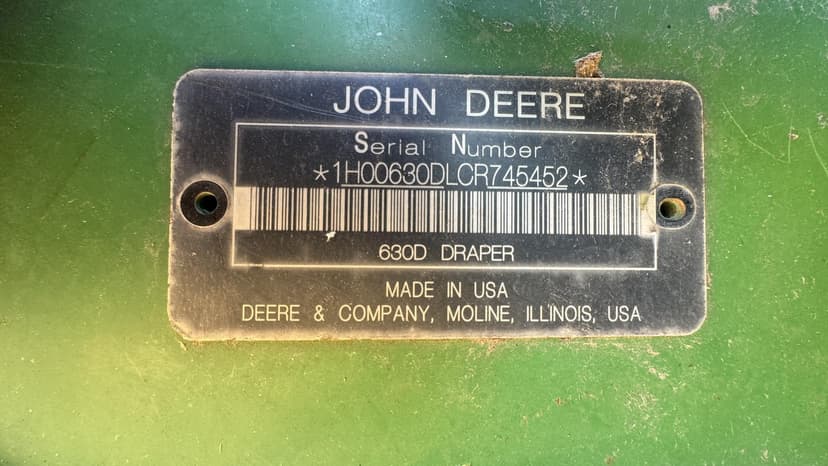 JOHN DEERE
Serial Number
*1H00630DLCR745452*
630D DRAPER
MADE IN USA
DEERE & COMPANY, MOLINE, ILLINOIS, USA